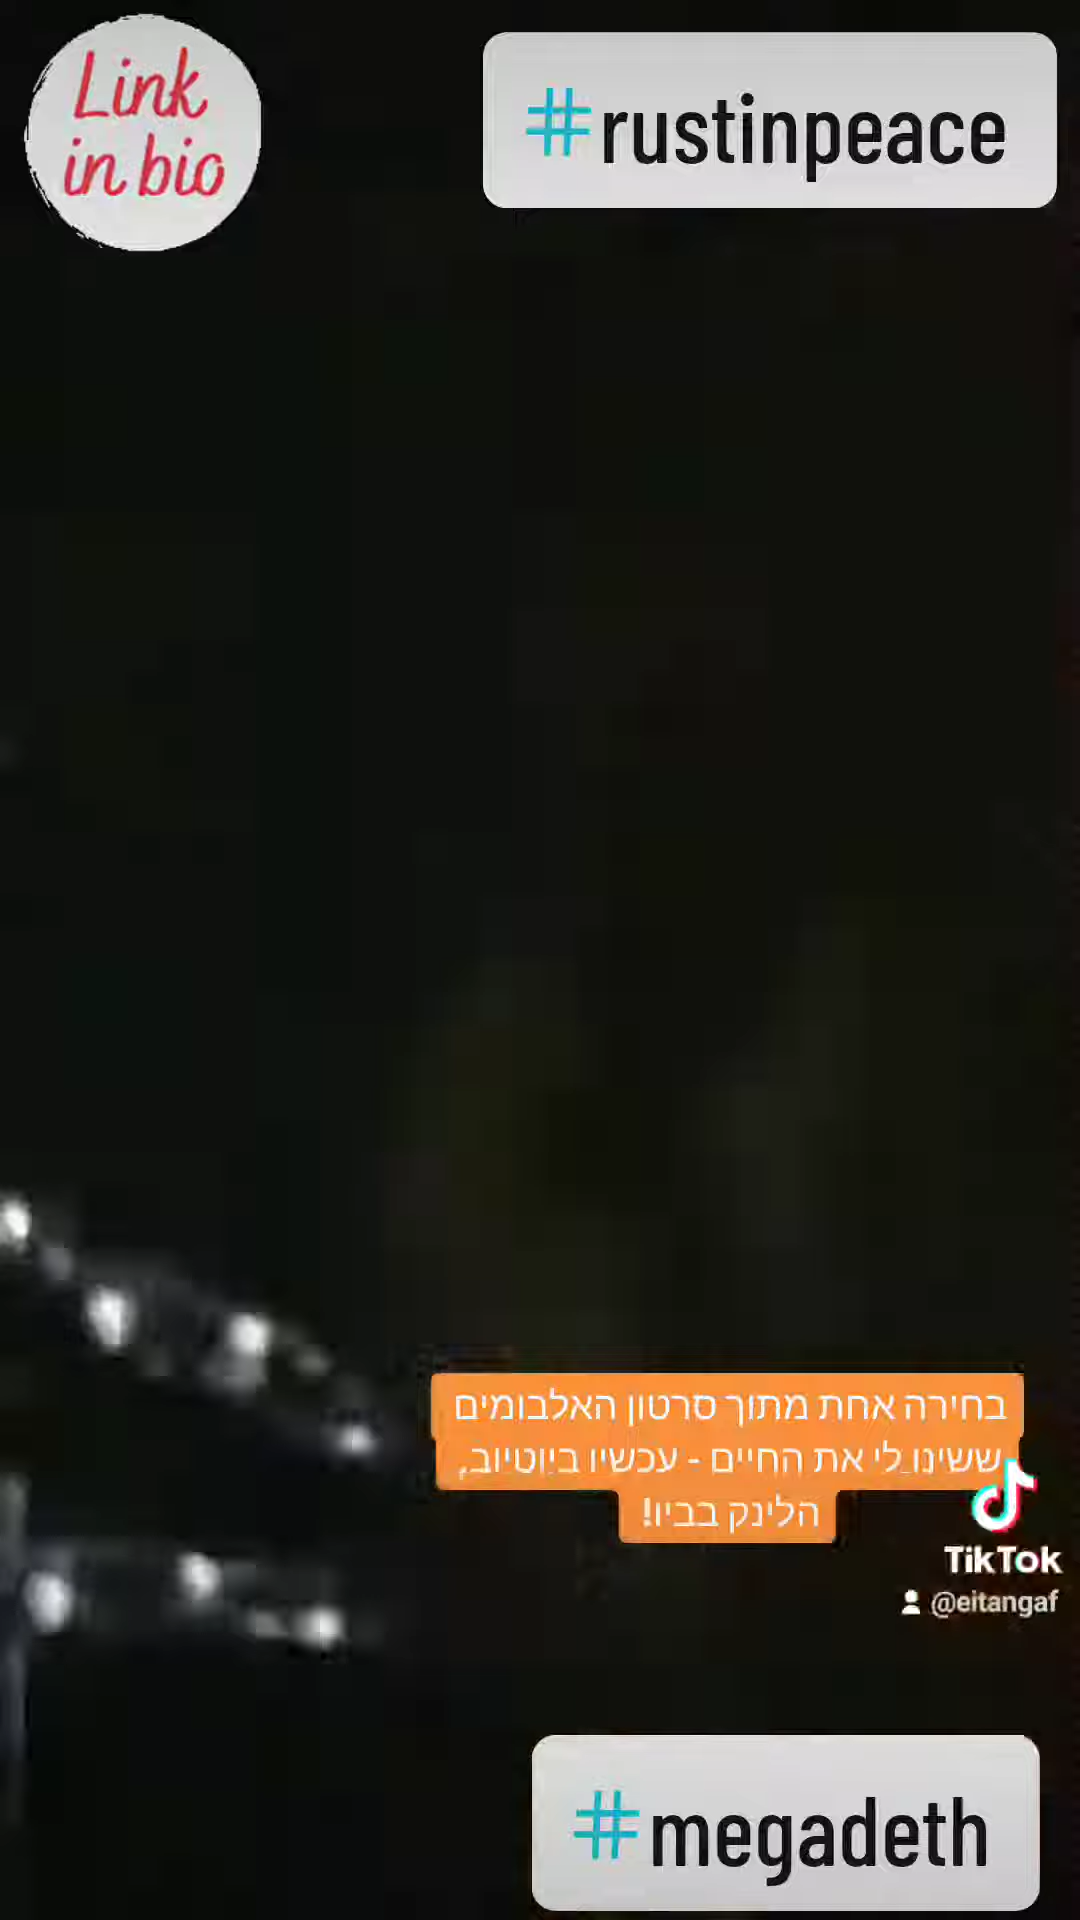 Link
in bio
#rustinpeace
בחירה אחת מתוך סרטון האלבומים
ששינו לי את החיים - עכשיו ביוטיוב,
הלינק בביו!
TikTok
@eitangaf
#megadeth